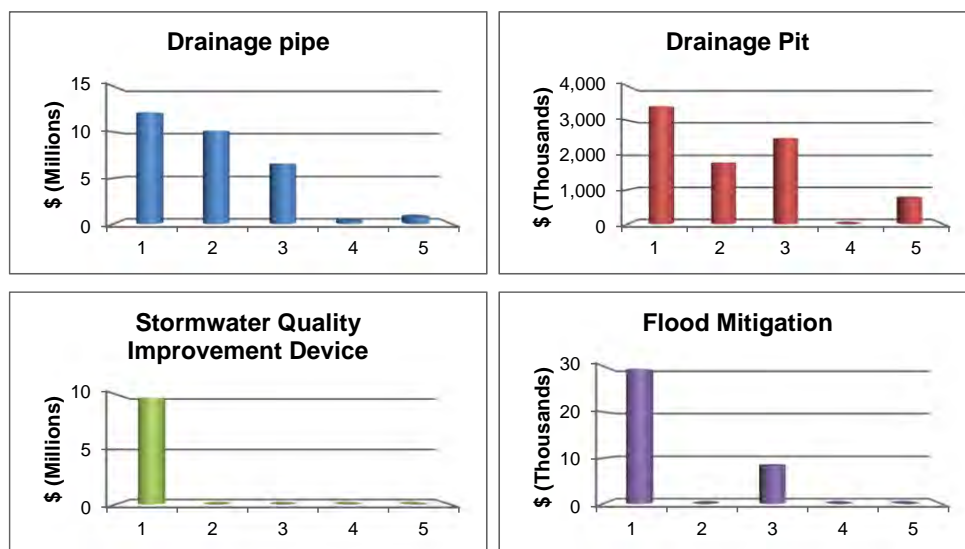 Drainage pipe
$ (Millions)
15
10
5
0
1 2 3 4 5
Drainage Pit
$ (Thousands)
4,000
3,000
2,000
1,000
0
1 2 3 4 5
Stormwater Quality
Improvement Device
$ (Millions)
10
5
0
1 2 3 4 5
Flood Mitigation
$ (Thousands)
30
20
10
0
1 2 3 4 5